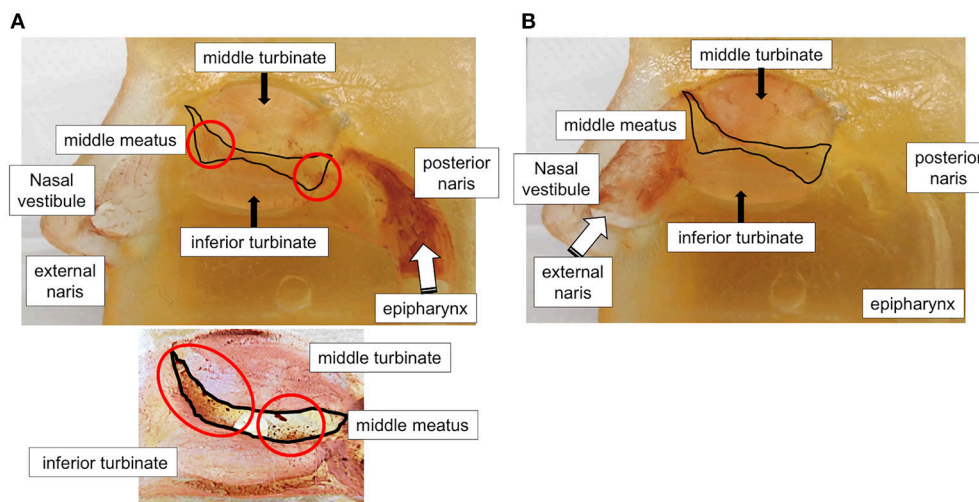 A
middle turbinate
middle meatus
Nasal
vestibule
external
naris
inferior turbinate
posterior
naris
epipharynx
middle turbinate
middle meatus
inferior turbinate
B
middle turbinate
middle meatus
Nasal
vestibule
external
naris
inferior turbinate
posterior
naris
epipharynx